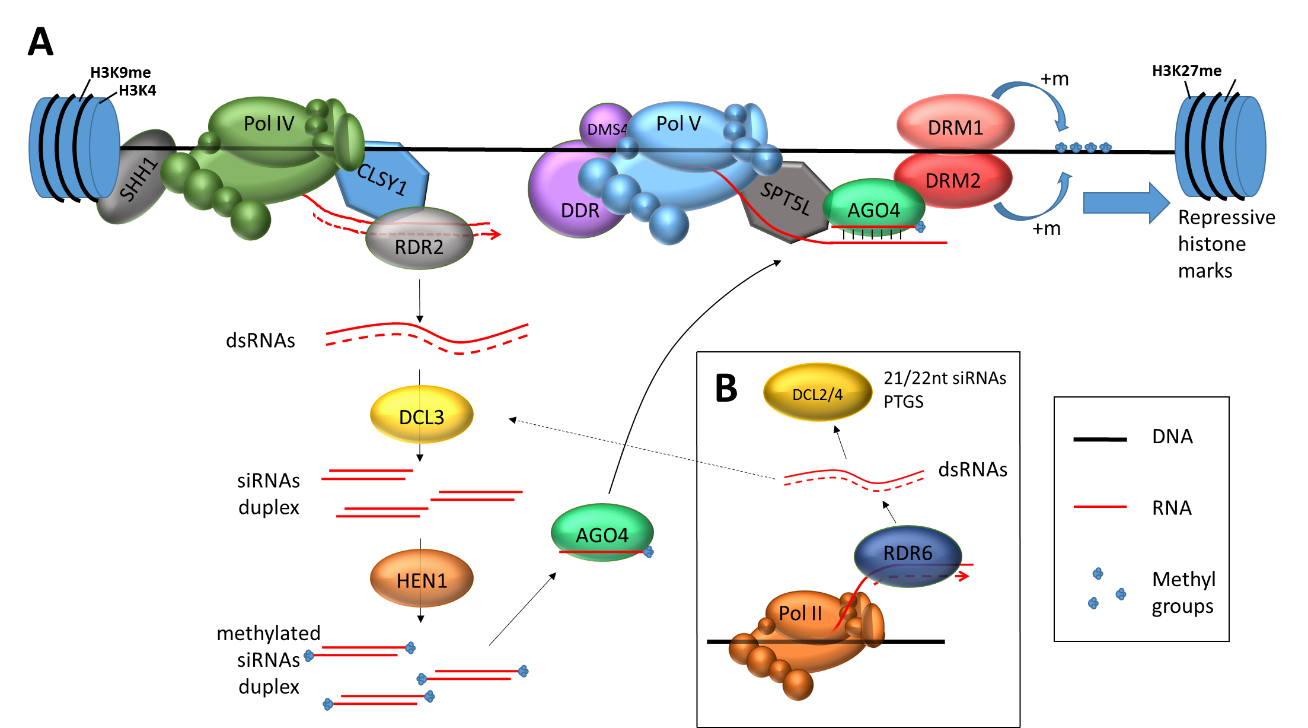 A
H3K9me
H3K4
SHH1
Pol IV
CLSY1
RDR2
DMS4
DDR
Pol V
SPT5L
AGO4
DRM1
DRM2
+m
+m
H3K27me
Repressive
histone
marks
dsRNAs
DCL3
siRNAs
duplex
HEN1
methylated
siRNAs
duplex
AGO4
B
DCL2/4
21/22nt siRNAs
PTGS
dsRNAs
RDR6
Pol II
DNA
RNA
Methyl
groups